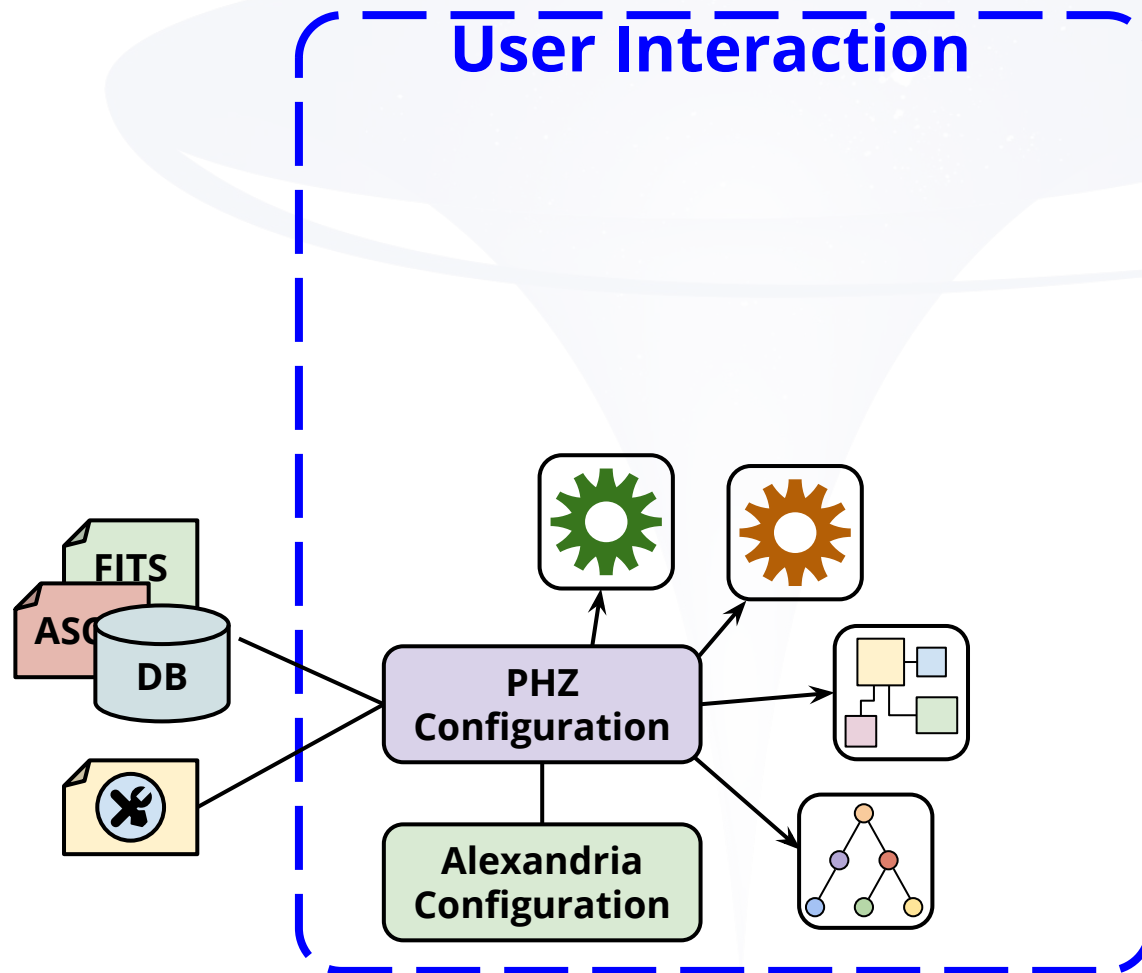 User Interaction
FITS
DB
PHZ
Configuration
Alexandria
Configuration